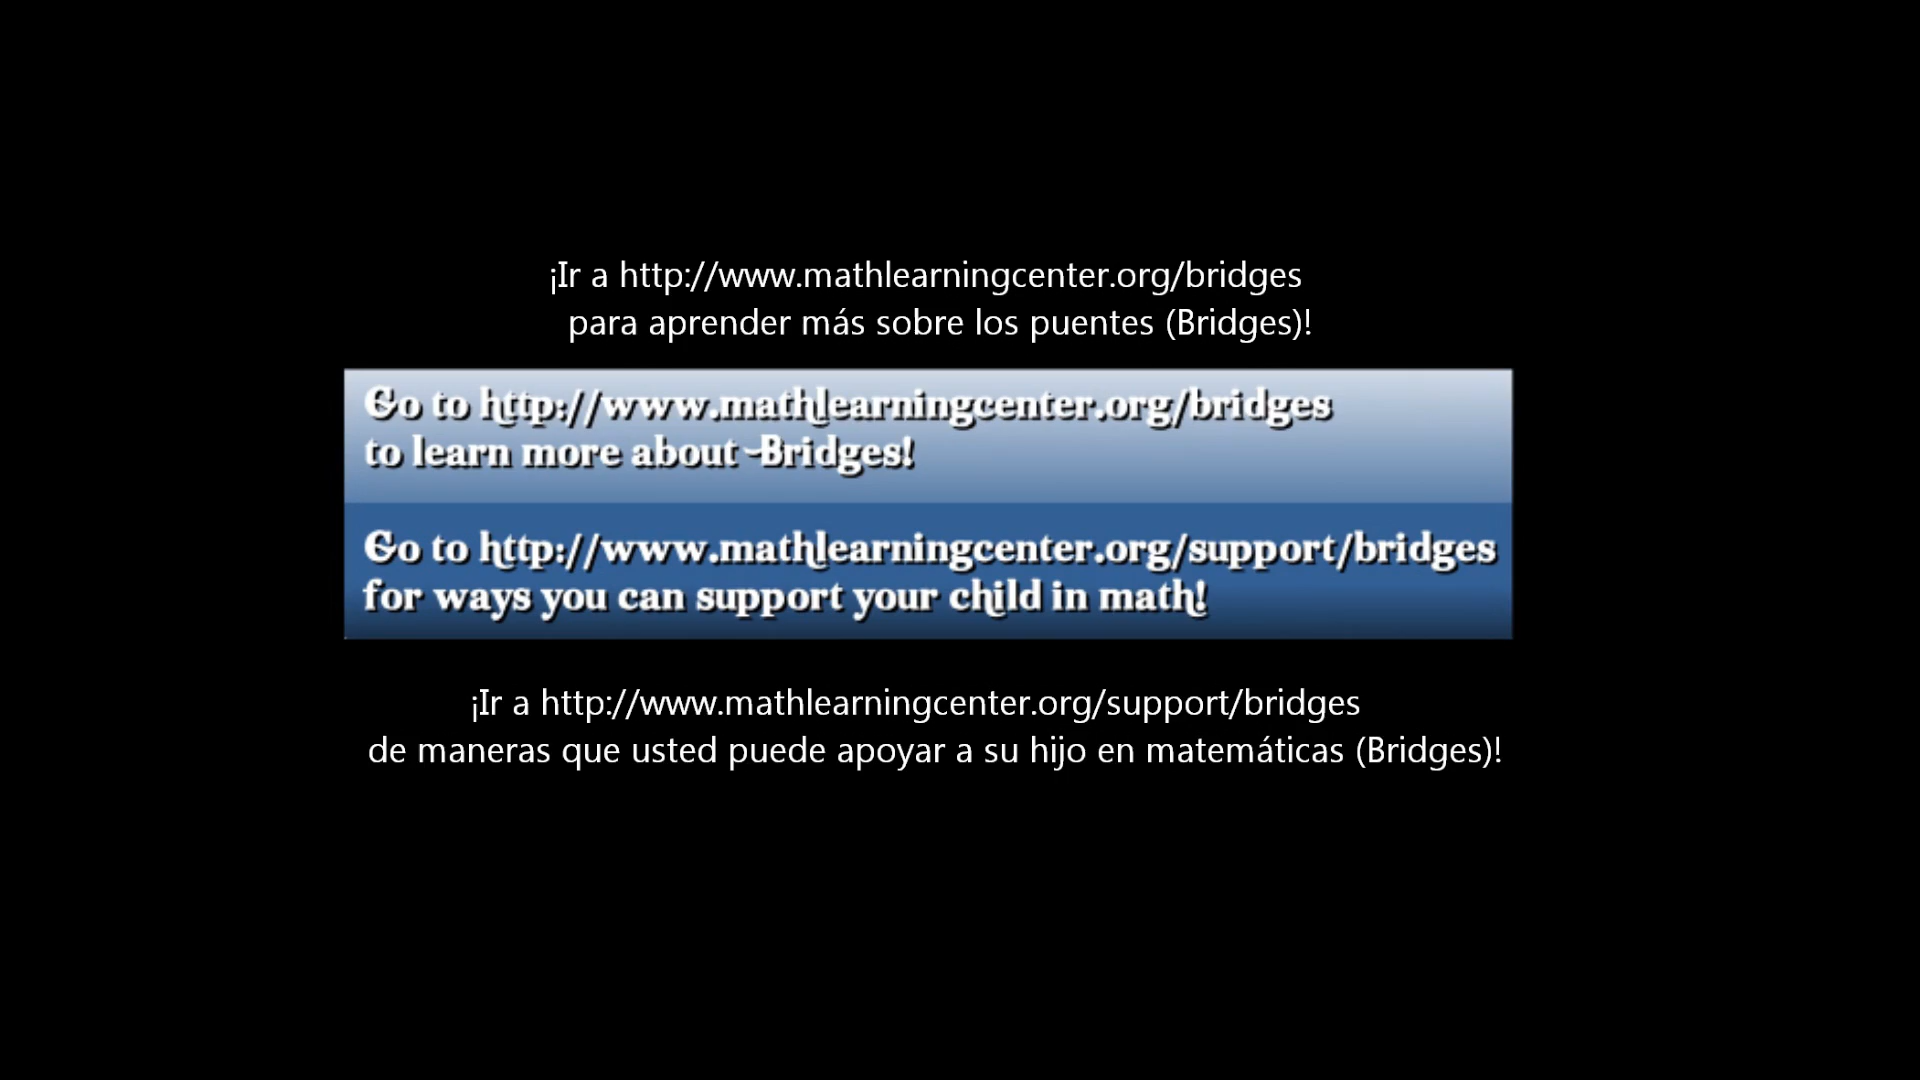 ¡Ir a http://www.mathlearningcenter.org/bridges
para aprender más sobre los puentes (Bridges)!
Go to http://www.mathlearningcenter.org/bridges
to learn more about Bridges!
Go to http://www.mathlearningcenter.org/support/bridges
for ways you can support your child in math!
¡Ir a http://www.mathlearningcenter.org/support/bridges
de maneras que usted puede apoyar a su hijo en matemáticas (Bridges)!